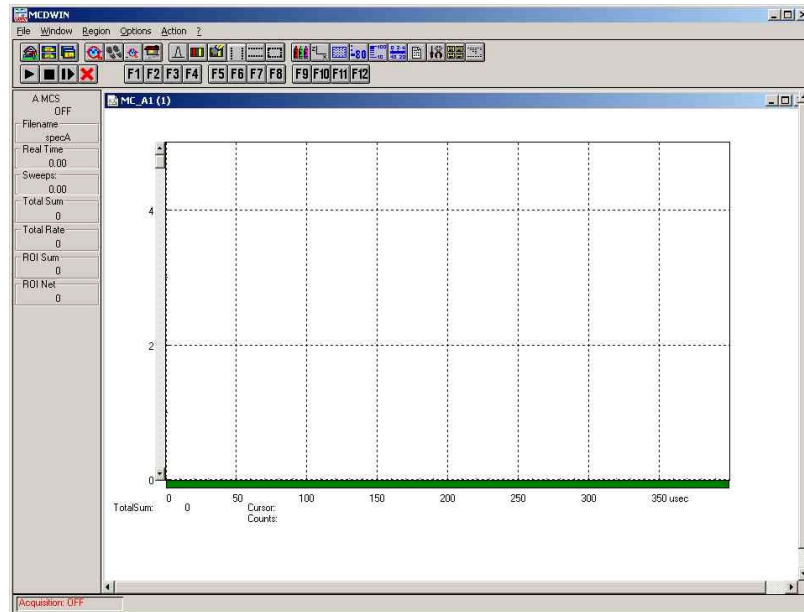 MCDWIN
File Window Region Options Action ?
F1 F2 F3 F4 F5 F6 F7 F8 F9 F10 F11 F12
A MCS
OFF
Filename
specA
Real Time
0.00
Sweeps:
0.00
Total Sum
0
Total Rate
0
ROI Sum
0
ROI Net
0
MC_A1 (1)
4
2
0
0 50 100 150 200 250 300 350 usec
TotalSum: 0 Cursor:
Counts:
Acquisition: OFF